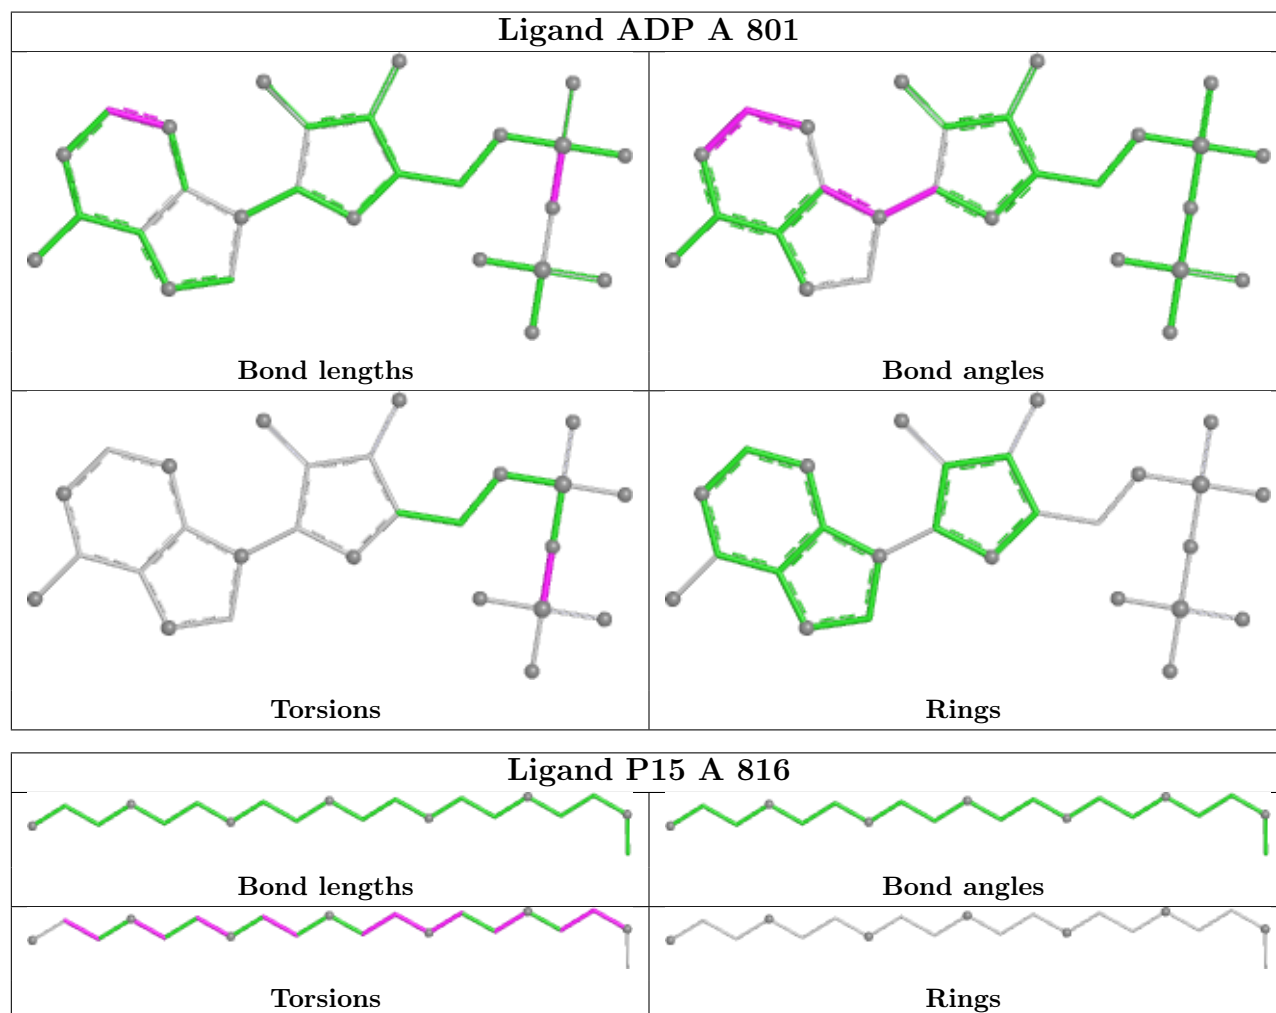 Ligand ADP A 801
Bond lengths
Bond angles
Torsions
Rings
Ligand P15 A 816
Bond lengths
Bond angles
Torsions
Rings